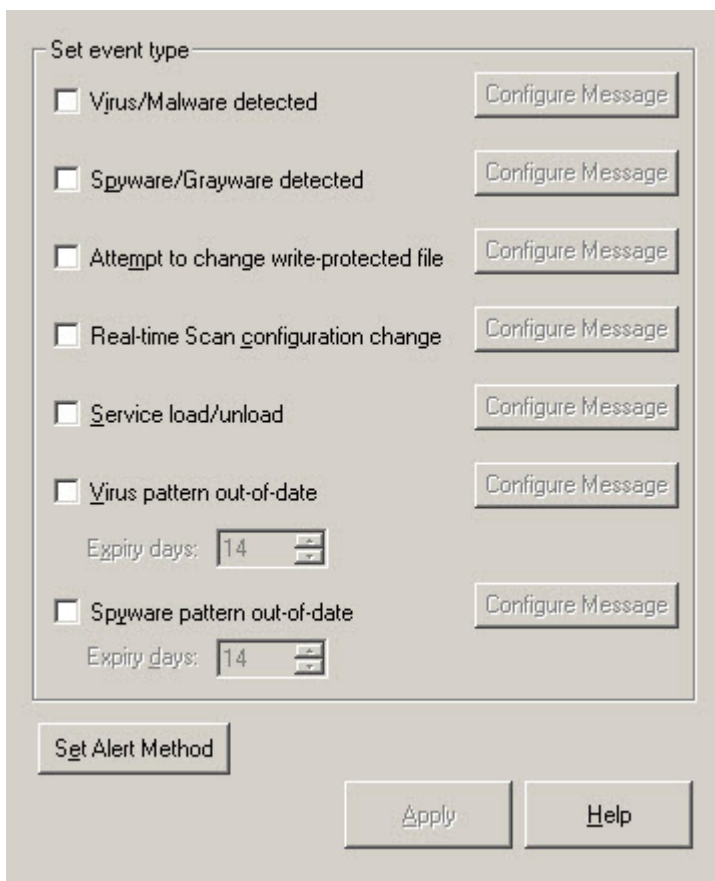 Set event type
Virus/Malware detected
Configure Message
Spyware/Grayware detected
Configure Message
Attempt to change write-protected file
Configure Message
Real-time Scan configuration change
Configure Message
Service load/unload
Configure Message
Virus pattern out-of-date
Configure Message
Expiry days: 14
Spyware pattern out-of-date
Configure Message
Expiry days: 14
Set Alert Method
Apply
Help